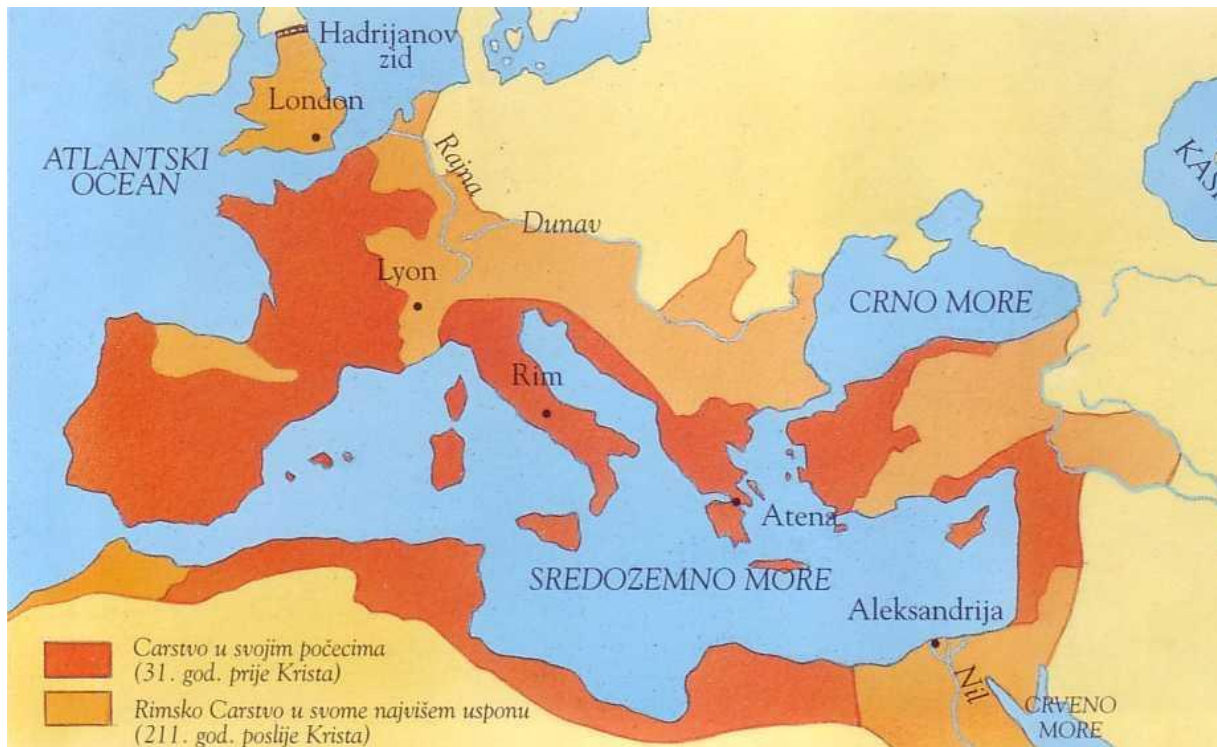 Hadrijanov
zid
London
ATLANTSKI
OCEAN
Rajna
Dunav
Lyon
CRNO MORE
Rim
Atena
SREDOZEMNO MORE
Aleksandrija
Nil
CRVENO
MORE
Carstvo u svojim počecima
(31. god. prije Krista)
Rimsko Carstvo u svome najvišem usponu
(211. god. poslije Krista)